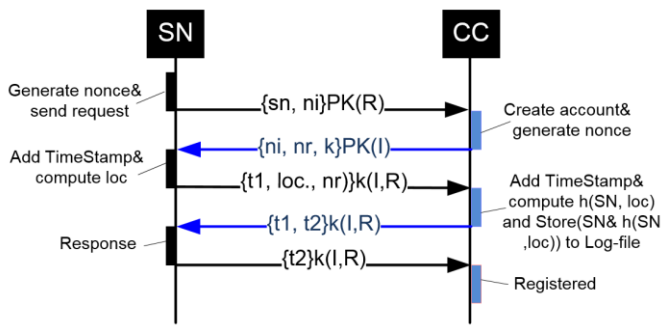 SN
CC
Generate nonce&
send request
{sn, ni}PK(R)
Create account&
generate nonce
{ni, nr, k}PK(I)
Add TimeStamp&
compute loc
{t1, loc., nr)}k(I,R)
Add TimeStamp&
compute h(SN, loc)
and Store(SN& h(SN
,loc)) to Log-file
{t1, t2}k(I,R)
Response
{t2}k(I,R)
Registered